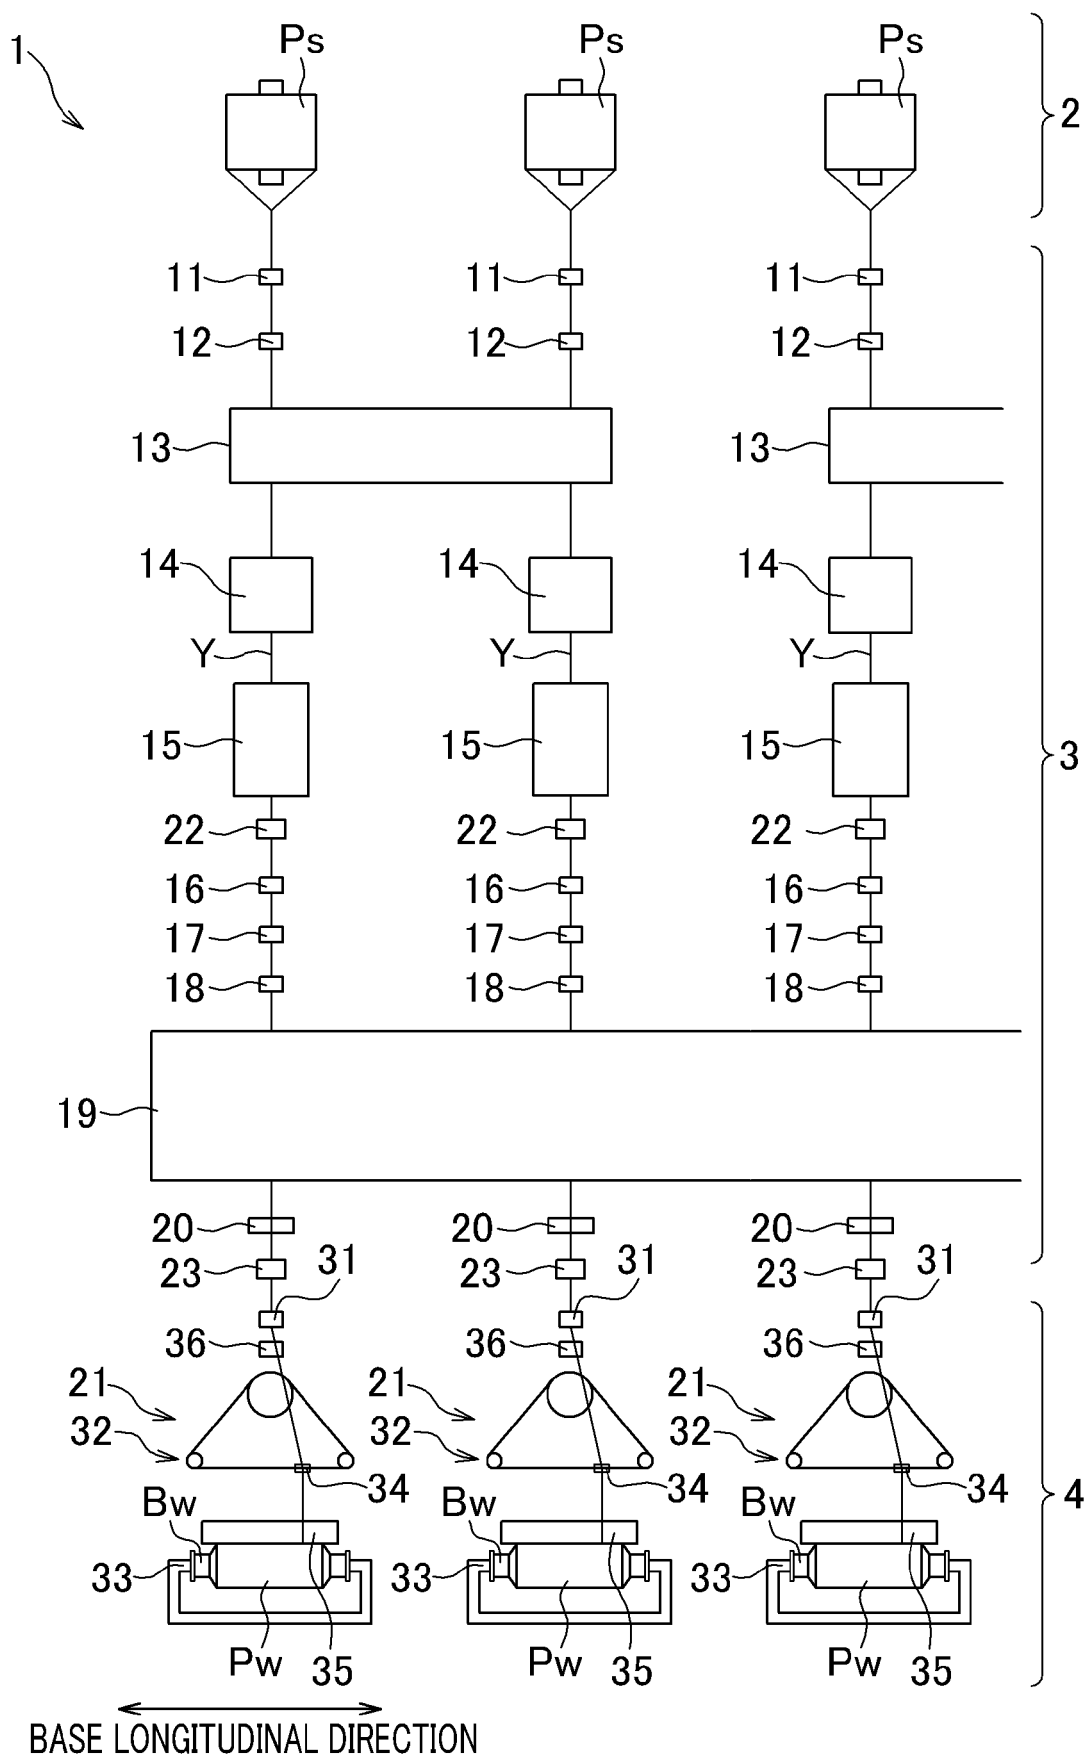 1 Ps Ps Ps 2
11 11 11
12 12 12
13 13
14 14 14
Y Y Y
15 15 15 3
22 22 22
16 16 16
17 17 17
18 18 18
19
20 20 20
23 31 23 31 23 31
36 36 36
21 21 21
32 32 32
34 34 34 4
Bw Bw Bw
33 33 33
Pw 35 Pw 35 Pw 35
BASE LONGITUDINAL DIRECTION